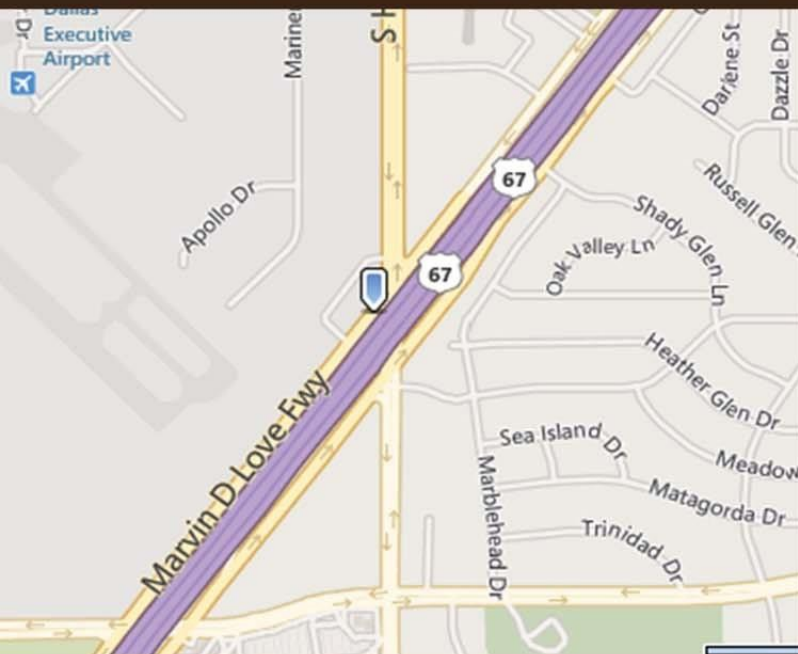 Dallas
Executive
Airport
Dr
Mariner
S H
Darlene St
Dazzle Dr
67
Apollo Dr
Russell Glen
Shady Glen Ln
Oak Valley Ln
67
Heather Glen Dr
Marvin D Love Fwy
Sea Island Dr
Meadow
Marblehead Dr
Matagorda Dr
Trinidad Dr